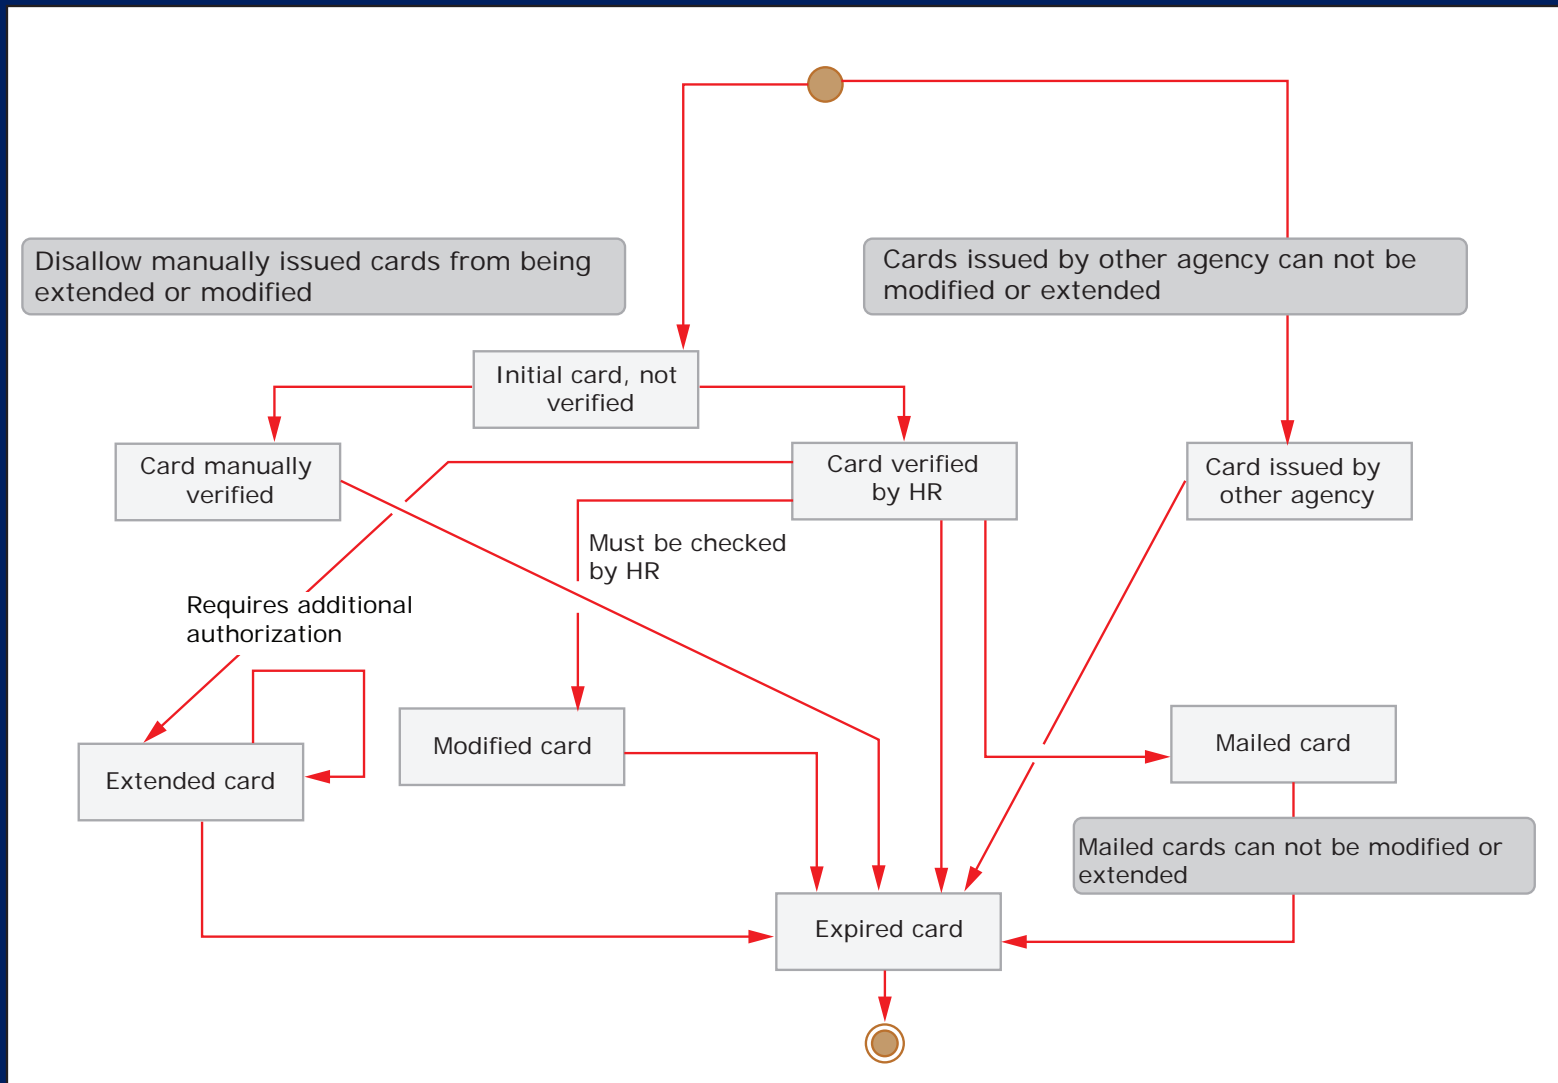 Disallow manually issued cards from being
extended or modified
Cards issued by other agency can not be
modified or extended
Initial card, not
verified
Card manually
verified
Card verified
by HR
Card issued by
other agency
Must be checked
by HR
Requires additional
authorization
Modified card
Mailed card
Extended card
Mailed cards can not be modified or
extended
Expired card